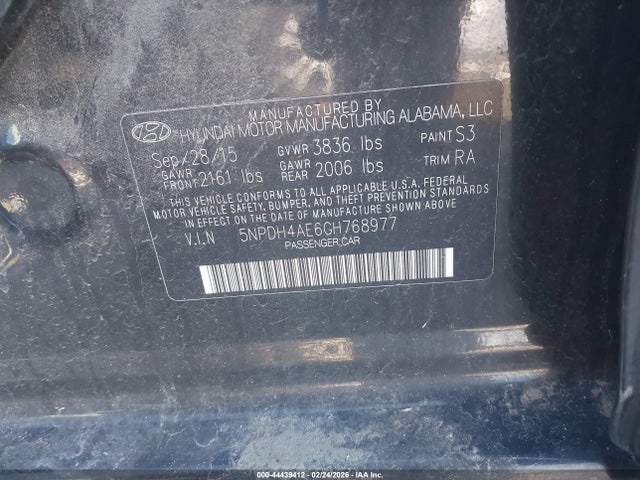 MANUFACTURED BY
HYUNDAI MOTOR MANUFACTURING ALABAMA, LLC
Sep/28/15 GVWR 3836 lbs PAINT S3
GAWR FRONT 2161 lbs GAWR REAR 2006 lbs TRIM RA
THIS VEHICLE CONFORMS TO ALL APPLICABLE U.S.A. FEDERAL
MOTOR VEHICLE SAFETY, BUMPER, AND THEFT PREVENTION STANDARDS
IN EFFECT ON THE DATE OF MANUFACTURE SHOWN ABOVE.
V.I.N 5NPDH4AE6GH768977
PASSENGER CAR
000-44439412 - 02/24/2026 - IAA Inc.